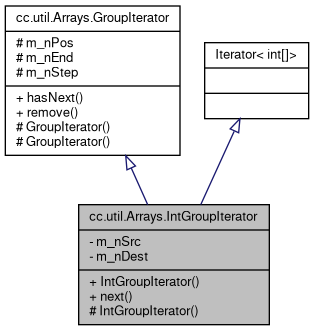 cc.util.Arrays.GroupIterator
# m_nPos
# m_nEnd
# m_nStep
+ hasNext()
+ remove()
# GroupIterator()
# GroupIterator()
Iterator< int[]>
cc.util.Arrays.IntGroupIterator
- m_nSrc
- m_nDest
+ IntGroupIterator()
+ next()
# IntGroupIterator()